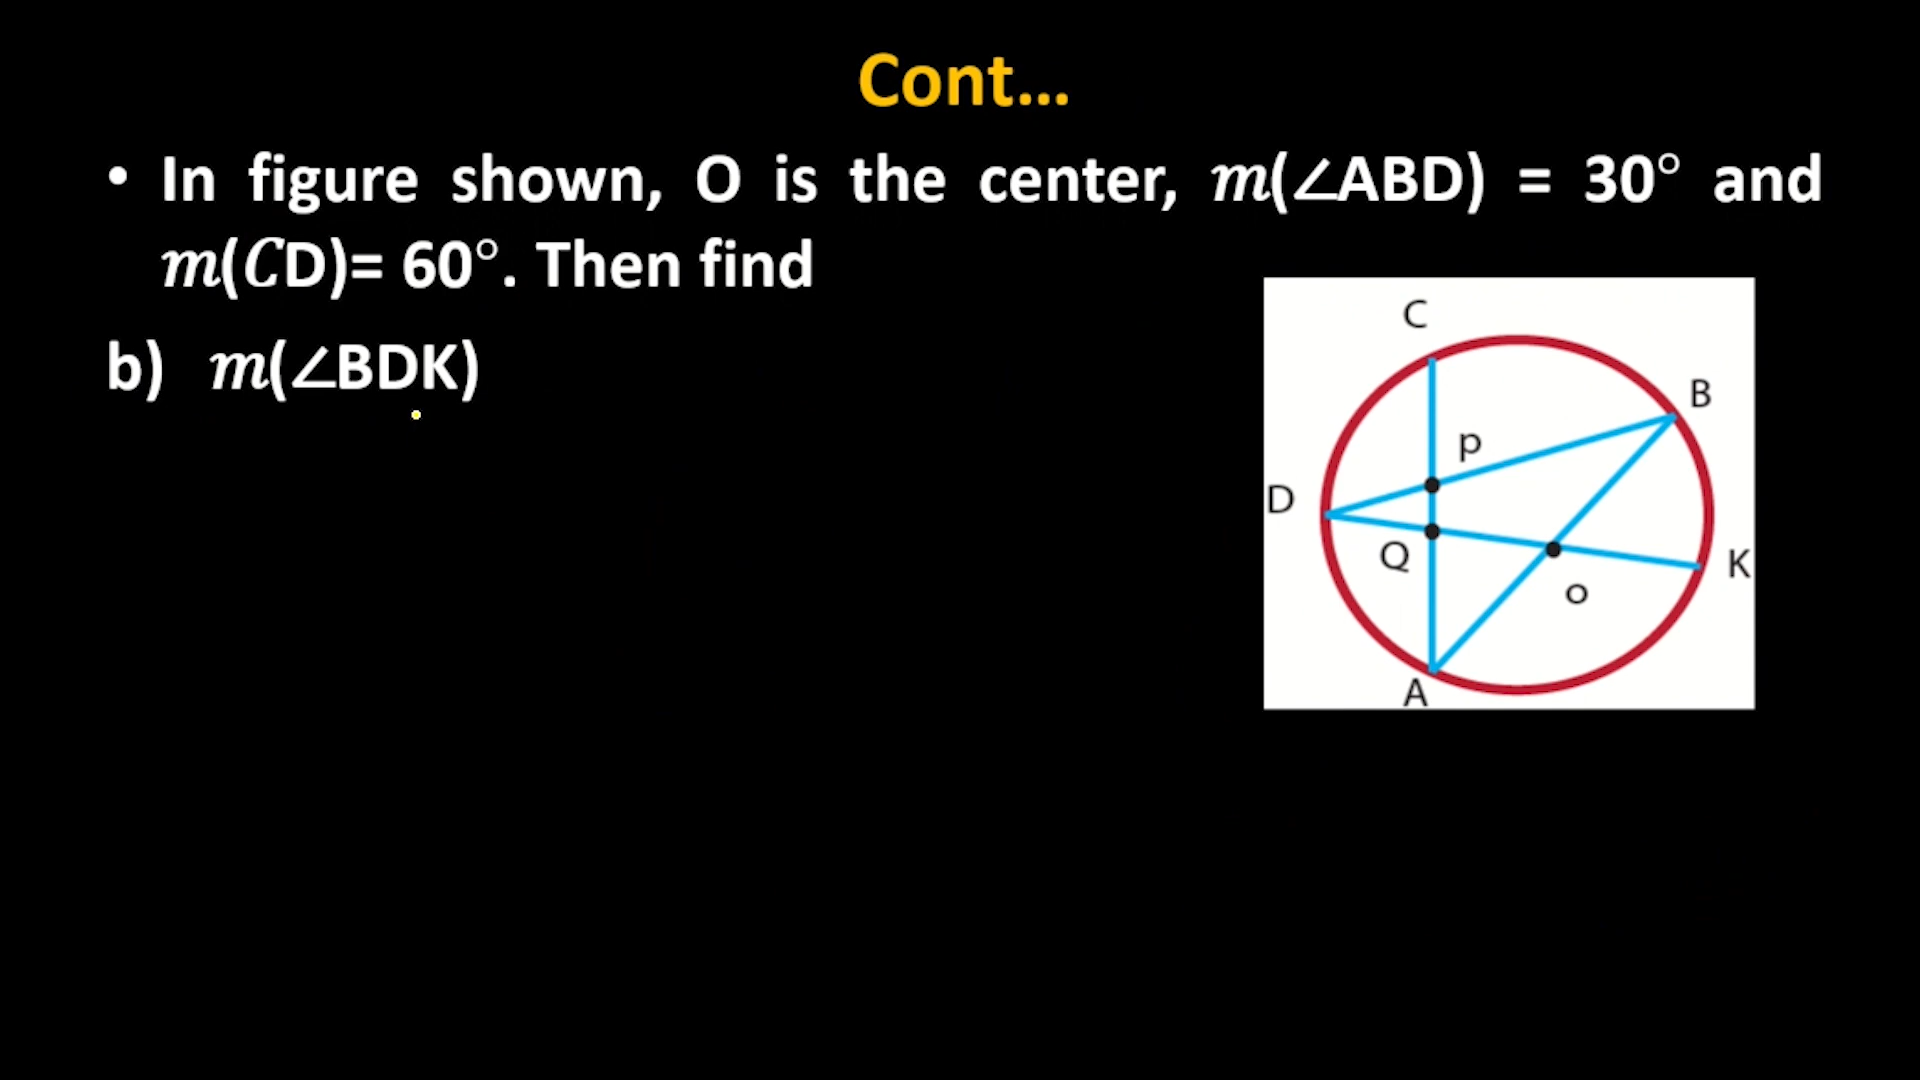 Cont...
• In figure shown, O is the center, m(∠ABD) = 30° and
m(CD)= 60°. Then find
b) m(∠BDK)
C
B
p
D
Q
K
o
A